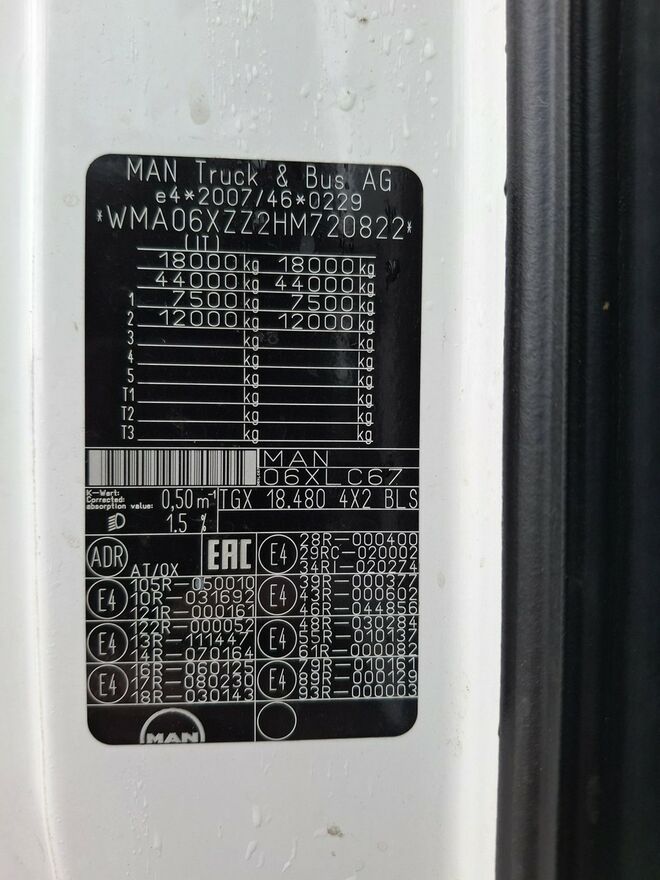 MAN Truck & Bus AG
e4*2007/46*0229
*WMA06XZZ2HM720822*
(IT)
18000 kg 18000 kg
44000 kg 44000 kg
1 7500 kg 7500 kg
2 12000 kg 12000 kg
3 kg kg
4 kg kg
5 kg kg
T1 kg kg
T2 kg kg
T3 kg kg
MAN
06XLC67
K-Wert:
Corrected
absorption value: 0,50 m⁻¹
TGX 18.480 4X2 BLS
1.5 %
ADR AT/OX
EAC
E4 28R-000400
29RC-020002
34RI-020274
E4 105R-050010
10R-031692
121R-000161
E4 39R-000377
43R-000602
46R-044856
E4 122R-000052
13R-111447
14R-070164
E4 48R-030284
55R-010137
61R-000082
E4 16R-060125
17R-080230
18R-030143
E4 79R-010161
89R-000129
93R-000003
MAN